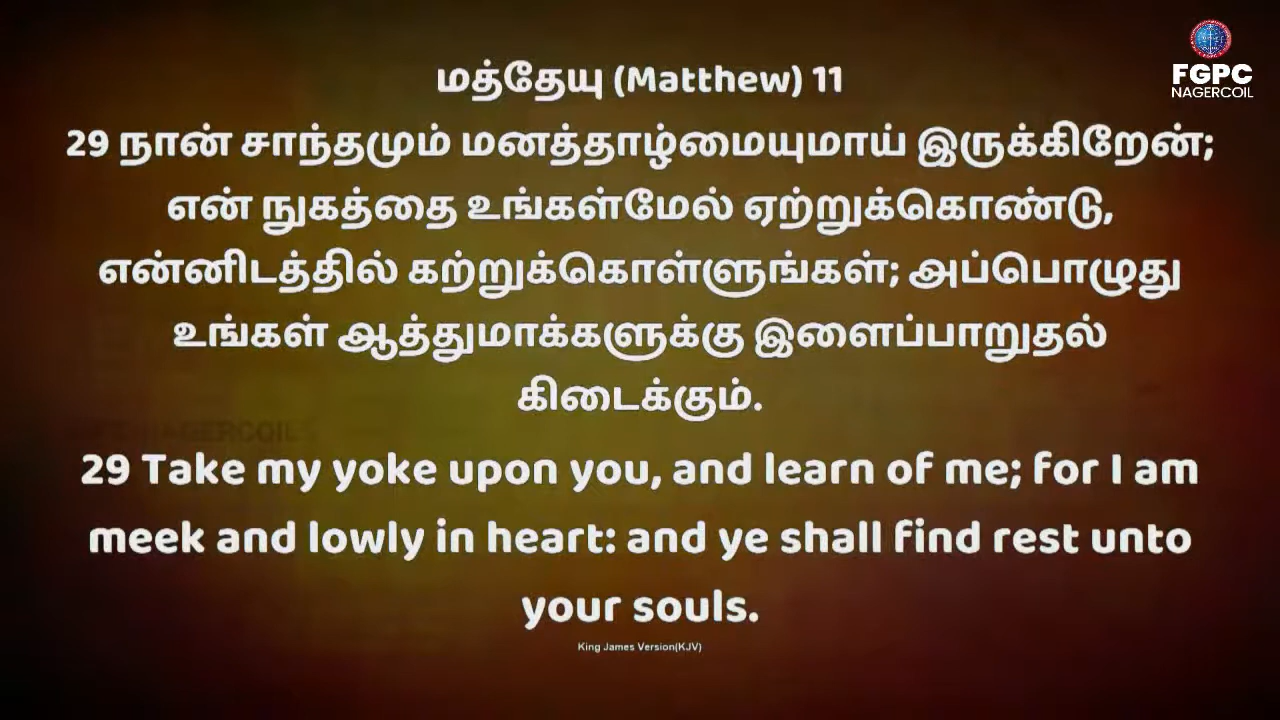 FGPC
NAGERCOIL
மத்தேயு (Matthew) 11
29 நான் சாந்தமும் மனத்தாழ்மையுமாய் இருக்கிறேன்;
என் நுகத்தை உங்கள்மேல் ஏற்றுக்கொண்டு,
என்னிடத்தில் கற்றுக்கொள்ளுங்கள்; அப்பொழுது
உங்கள் ஆத்துமாக்களுக்கு இளைப்பாறுதல்
கிடைக்கும்.
29 Take my yoke upon you, and learn of me; for I am
meek and lowly in heart: and ye shall find rest unto
your souls.
King James Version(KJV)